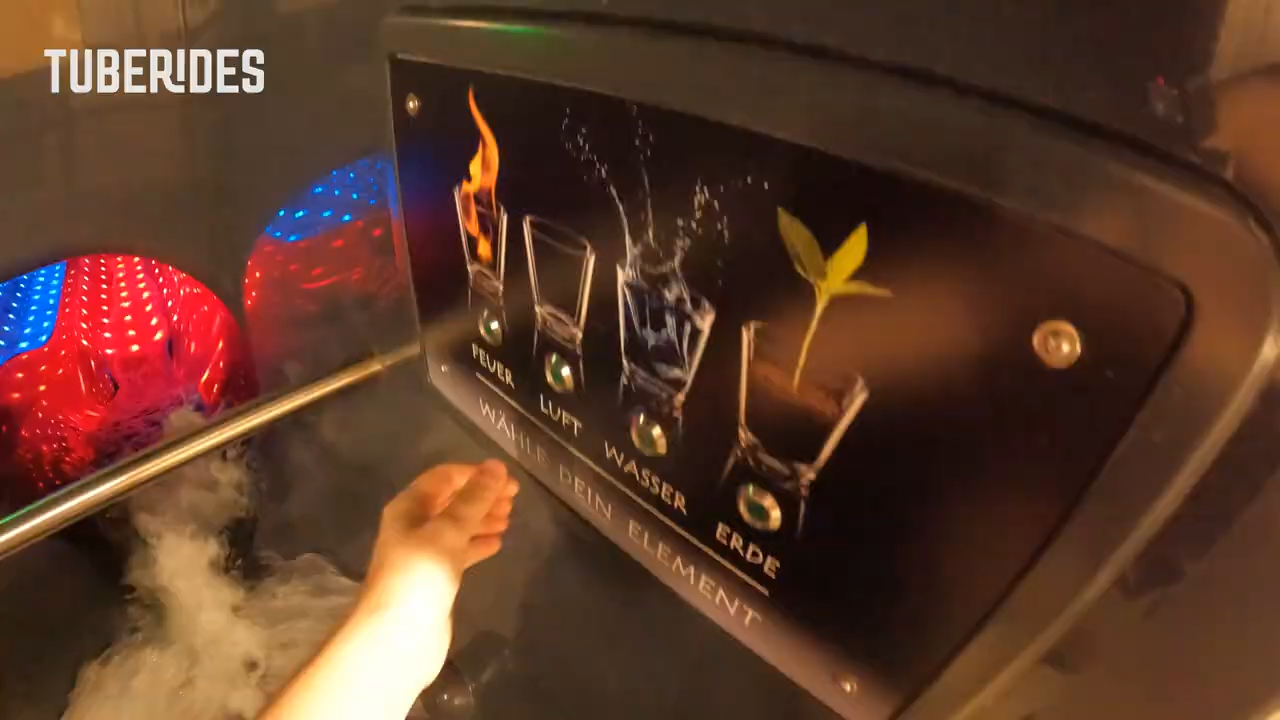 TUBERIDES
FEUER
LUFT
WASSER
ERDE
WÄHLE DEIN ELEMENT